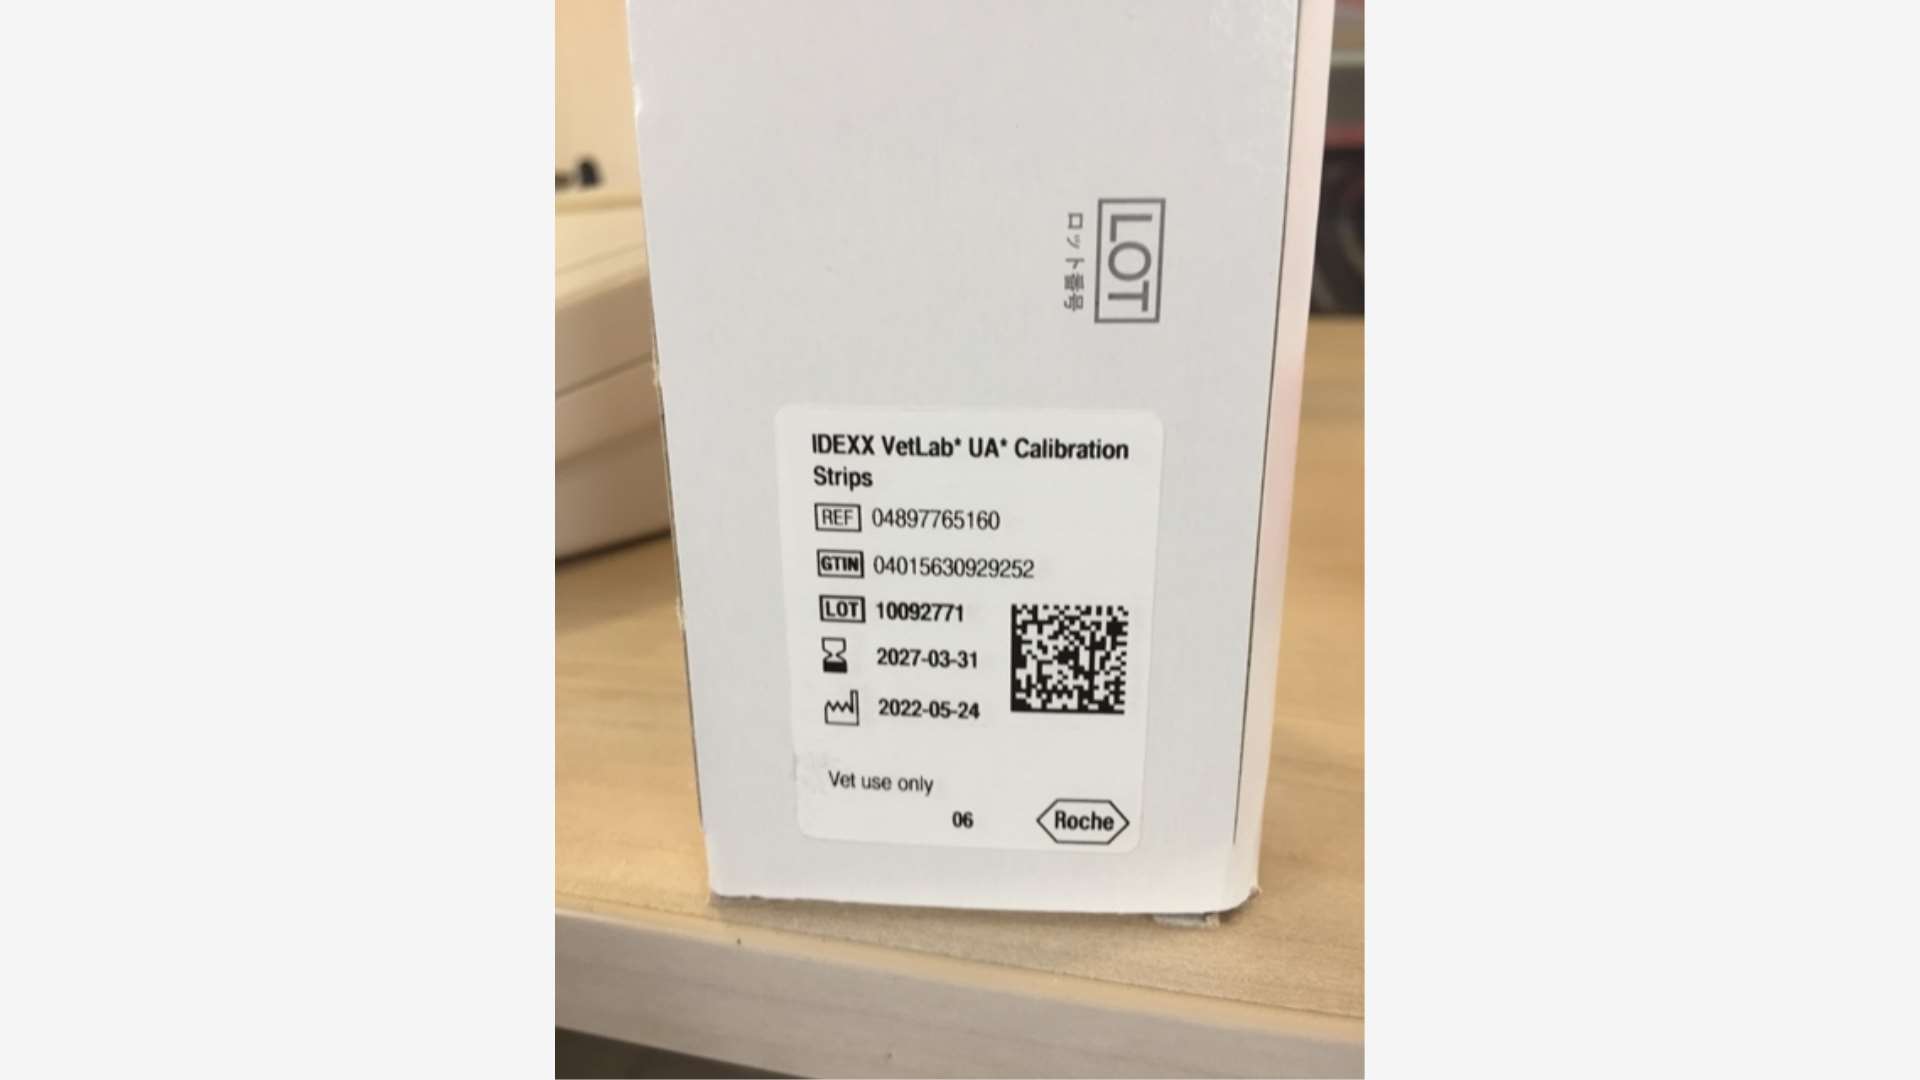 LOT
ロット番号
IDEXX VetLab* UA* Calibration
Strips
REF 04897765160
GTIN 04015630929252
LOT 10092771
2027-03-31
2022-05-24
Vet use only
06
Roche